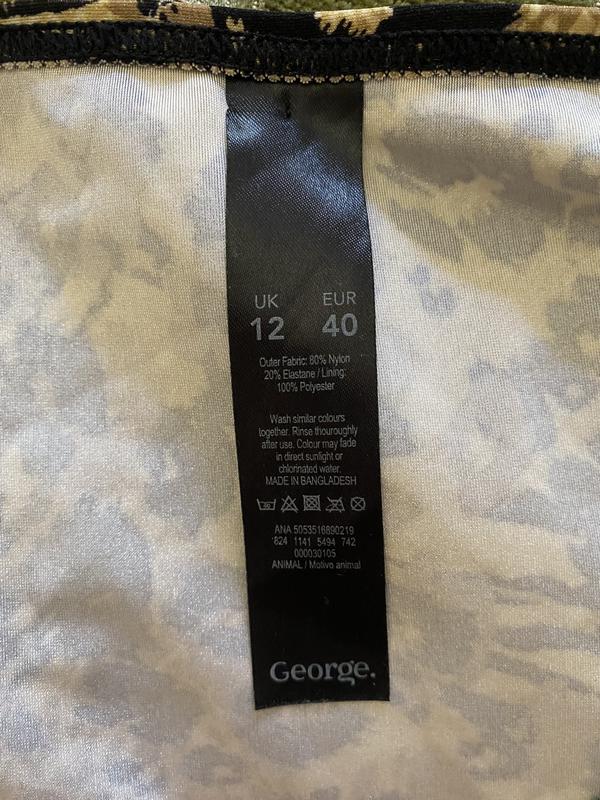 UK EUR
12 40
Outer Fabric: 80% Nylon
20% Elastane / Lining:
100% Polyester
Wash similar colours
together. Rinse thouroughly
after use. Colour may fade
in direct sunlight or
chlorinated water.
MADE IN BANGLADESH
30
ANA 5053516890219
824 1141 5494 742
000030105
ANIMAL / Motivo animal
George.